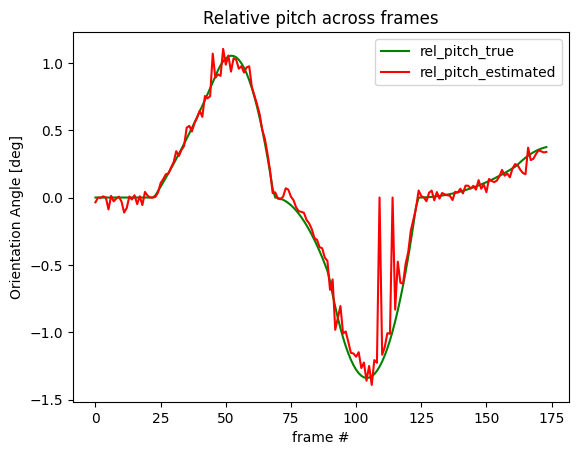 Relative pitch across frames
rel_pitch_true
rel_pitch_estimated
Orientation Angle [deg]
1.0
0.5
0.0
−0.5
−1.0
−1.5
0 25 50 75 100 125 150 175
frame #